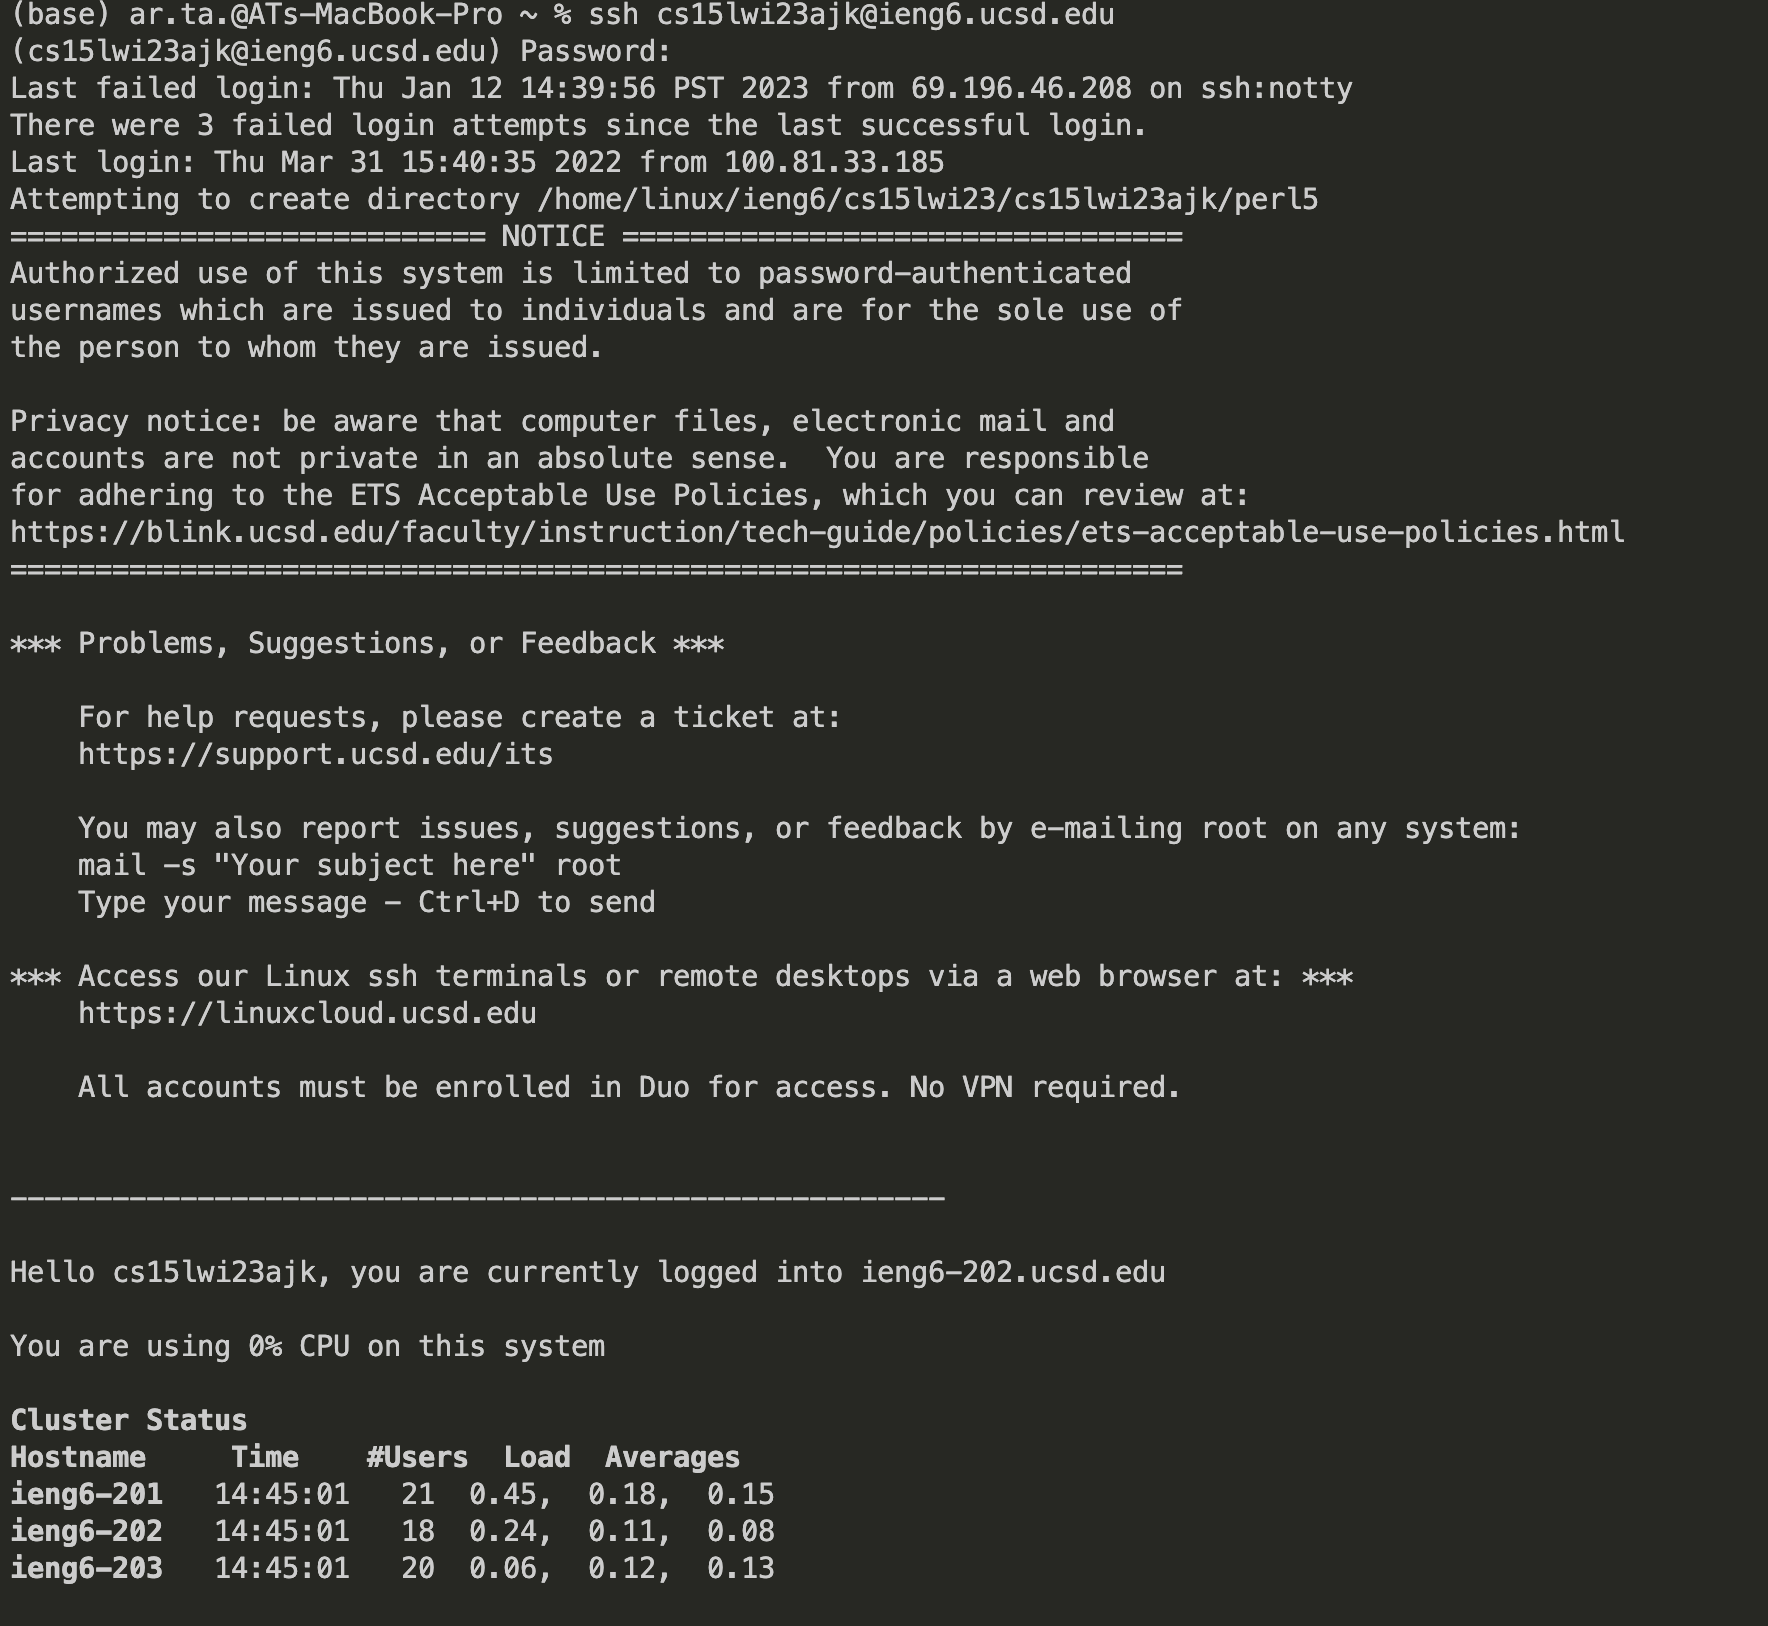 (base) ar.ta.@ATs-MacBook-Pro ~ % ssh cs15lwi23ajk@ieng6.ucsd.edu
(cs15lwi23ajk@ieng6.ucsd.edu) Password:
Last failed login: Thu Jan 12 14:39:56 PST 2023 from 69.196.46.208 on ssh:notty
There were 3 failed login attempts since the last successful login.
Last login: Thu Mar 31 15:40:35 2022 from 100.81.33.185
Attempting to create directory /home/linux/ieng6/cs15lwi23/cs15lwi23ajk/perl5
============================ NOTICE =================================
Authorized use of this system is limited to password-authenticated
usernames which are issued to individuals and are for the sole use of
the person to whom they are issued.

Privacy notice: be aware that computer files, electronic mail and
accounts are not private in an absolute sense.  You are responsible
for adhering to the ETS Acceptable Use Policies, which you can review at:
https://blink.ucsd.edu/faculty/instruction/tech-guide/policies/ets-acceptable-use-policies.html
=====================================================================

*** Problems, Suggestions, or Feedback ***

    For help requests, please create a ticket at:
    https://support.ucsd.edu/its

    You may also report issues, suggestions, or feedback by e-mailing root on any system:
    mail -s "Your subject here" root
    Type your message - Ctrl+D to send

*** Access our Linux ssh terminals or remote desktops via a web browser at: ***
    https://linuxcloud.ucsd.edu

    All accounts must be enrolled in Duo for access. No VPN required.

-------------------------------------------------------

Hello cs15lwi23ajk, you are currently logged into ieng6-202.ucsd.edu

You are using 0% CPU on this system

Cluster Status
Hostname     Time    #Users  Load  Averages
ieng6-201   14:45:01   21  0.45,  0.18,  0.15
ieng6-202   14:45:01   18  0.24,  0.11,  0.08
ieng6-203   14:45:01   20  0.06,  0.12,  0.13